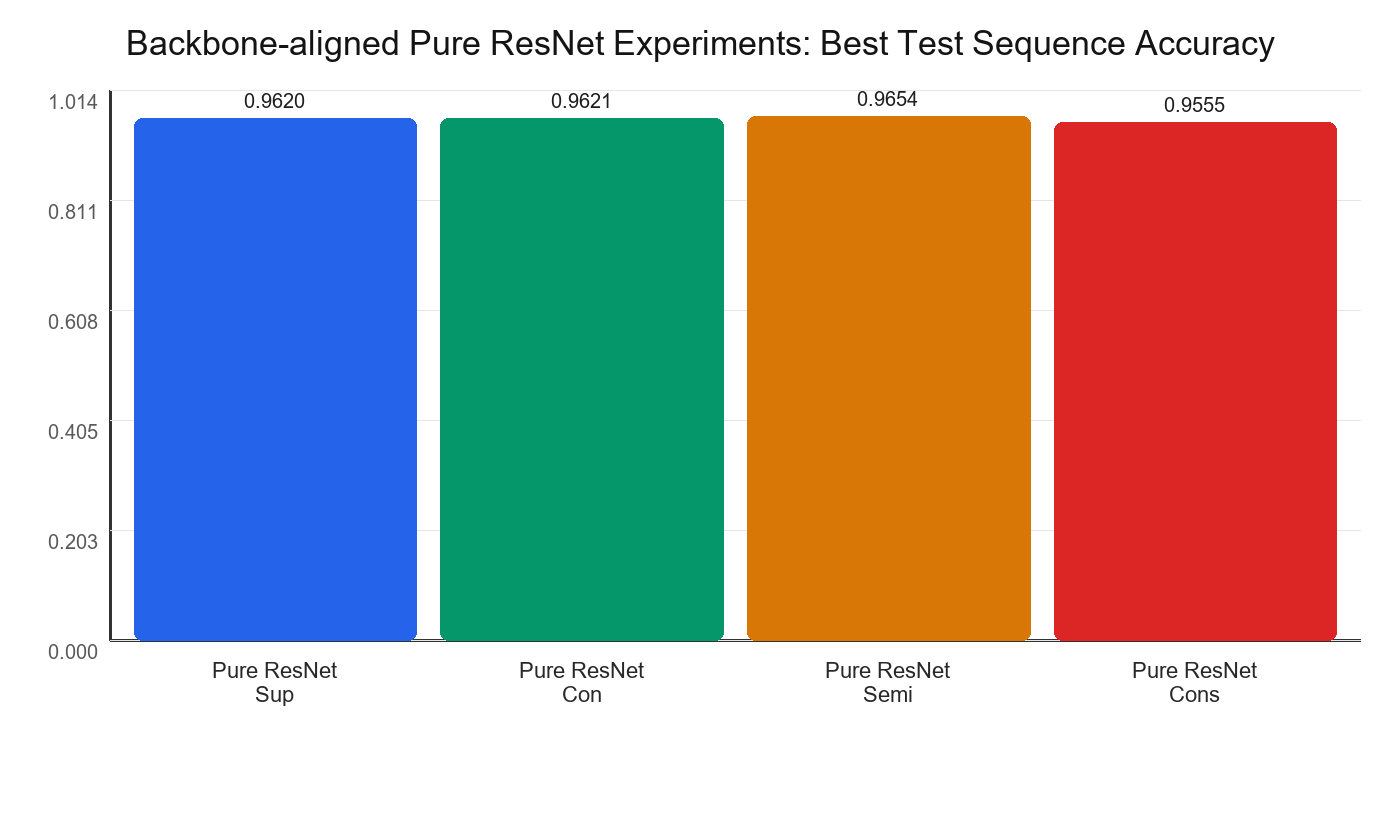 Backbone-aligned Pure ResNet Experiments: Best Test Sequence Accuracy
1.014
0.811
0.608
0.405
0.203
0.000
0.9620
0.9621
0.9654
0.9555
Pure ResNet
Sup
Pure ResNet
Con
Pure ResNet
Semi
Pure ResNet
Cons